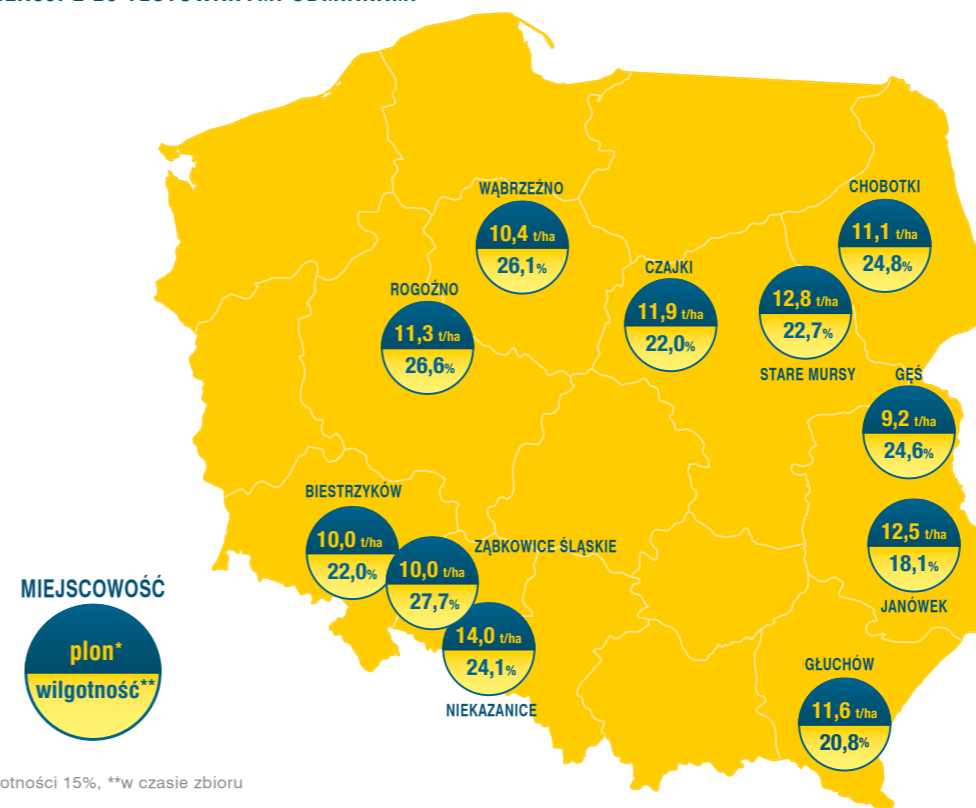 WĄBRZEŹNO
10,4 t/ha
26,1%
CHOBOTKI
11,1 t/ha
24,8%
CZAJKI
11,9 t/ha
22,0%
12,8 t/ha
22,7%
STARE MURSY
ROGOŹNO
11,3 t/ha
26,6%
GĘŚ
9,2 t/ha
24,6%
BIESTRZYKÓW
10,0 t/ha
22,0%
ZĄBKOWICE ŚLĄSKIE
10,0 t/ha
27,7%
12,5 t/ha
18,1%
JANÓWEK
14,0 t/ha
24,1%
NIEKAZANICE
GŁUCHÓW
11,6 t/ha
20,8%
MIEJSCOWOŚĆ
plon*
wilgotność**
15%, **w czasie zbioru